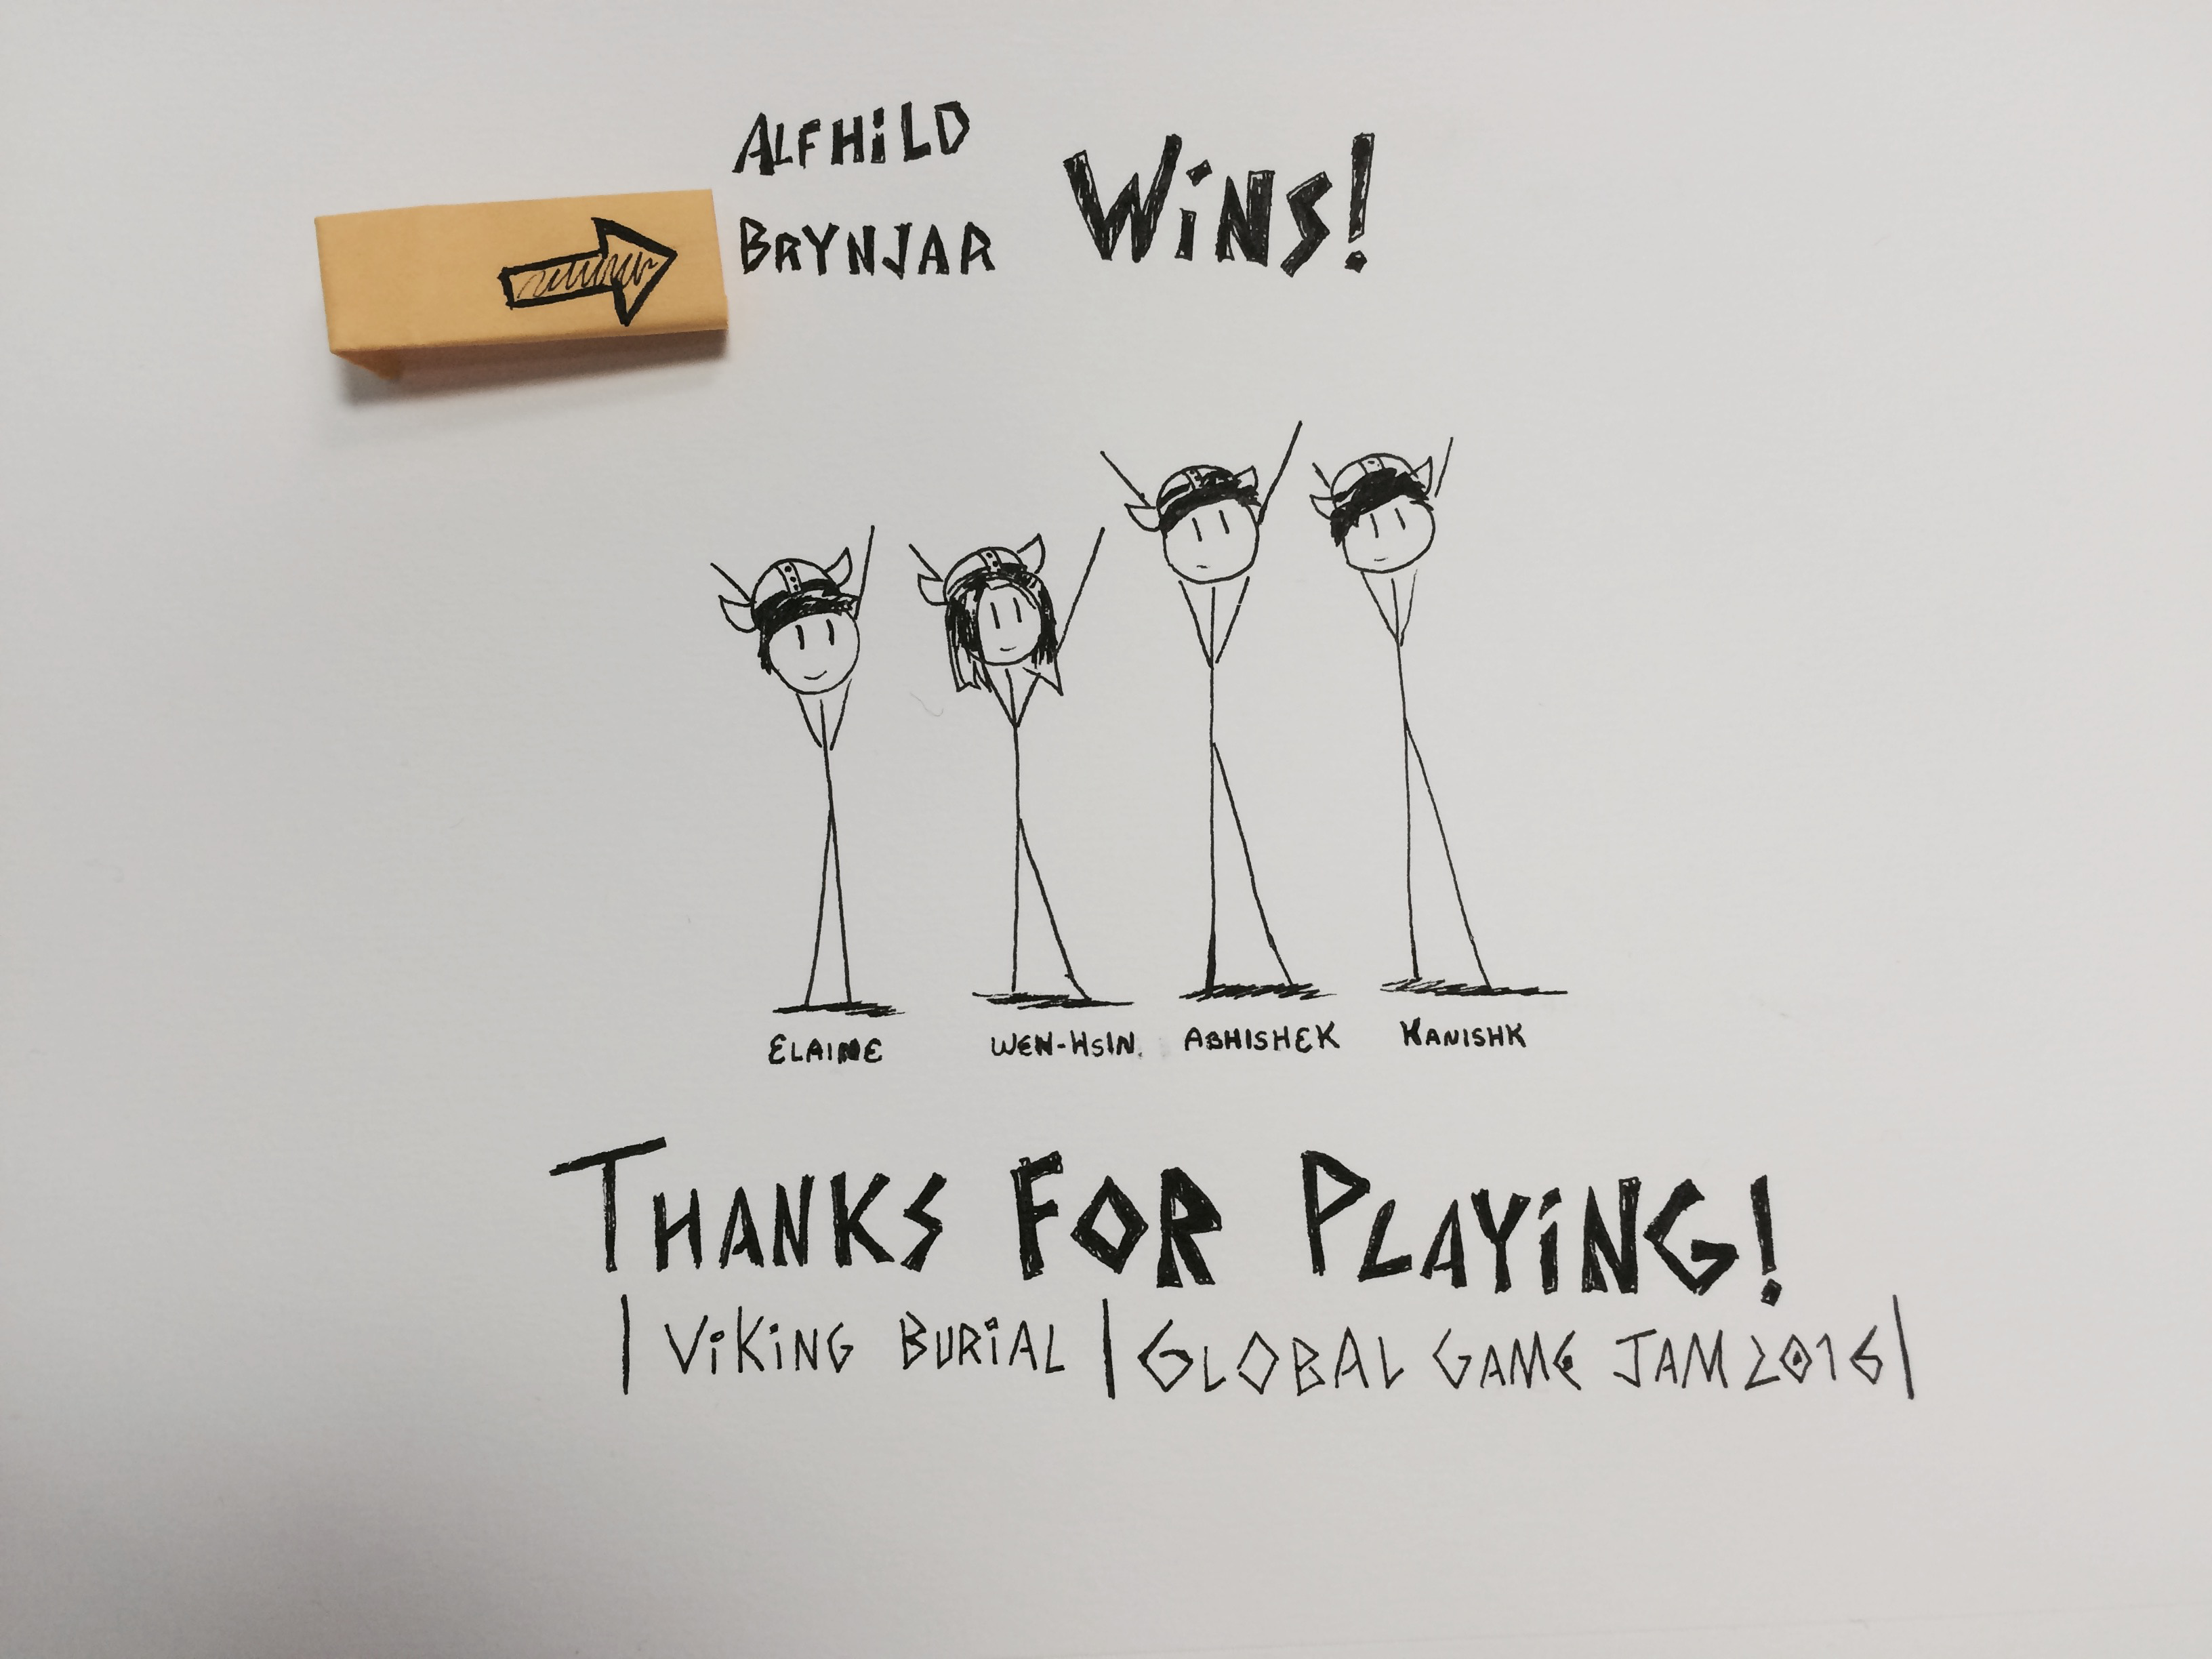 ALFHiLD
BRYNJAR
WiNS!
ELAINE
WEN-HSIN
ABHISHEK
KANISHK
THANKS FOR PLAYiNG!
| ViKiNG BURiAL | GLOBAL GAME JAM 2016 |